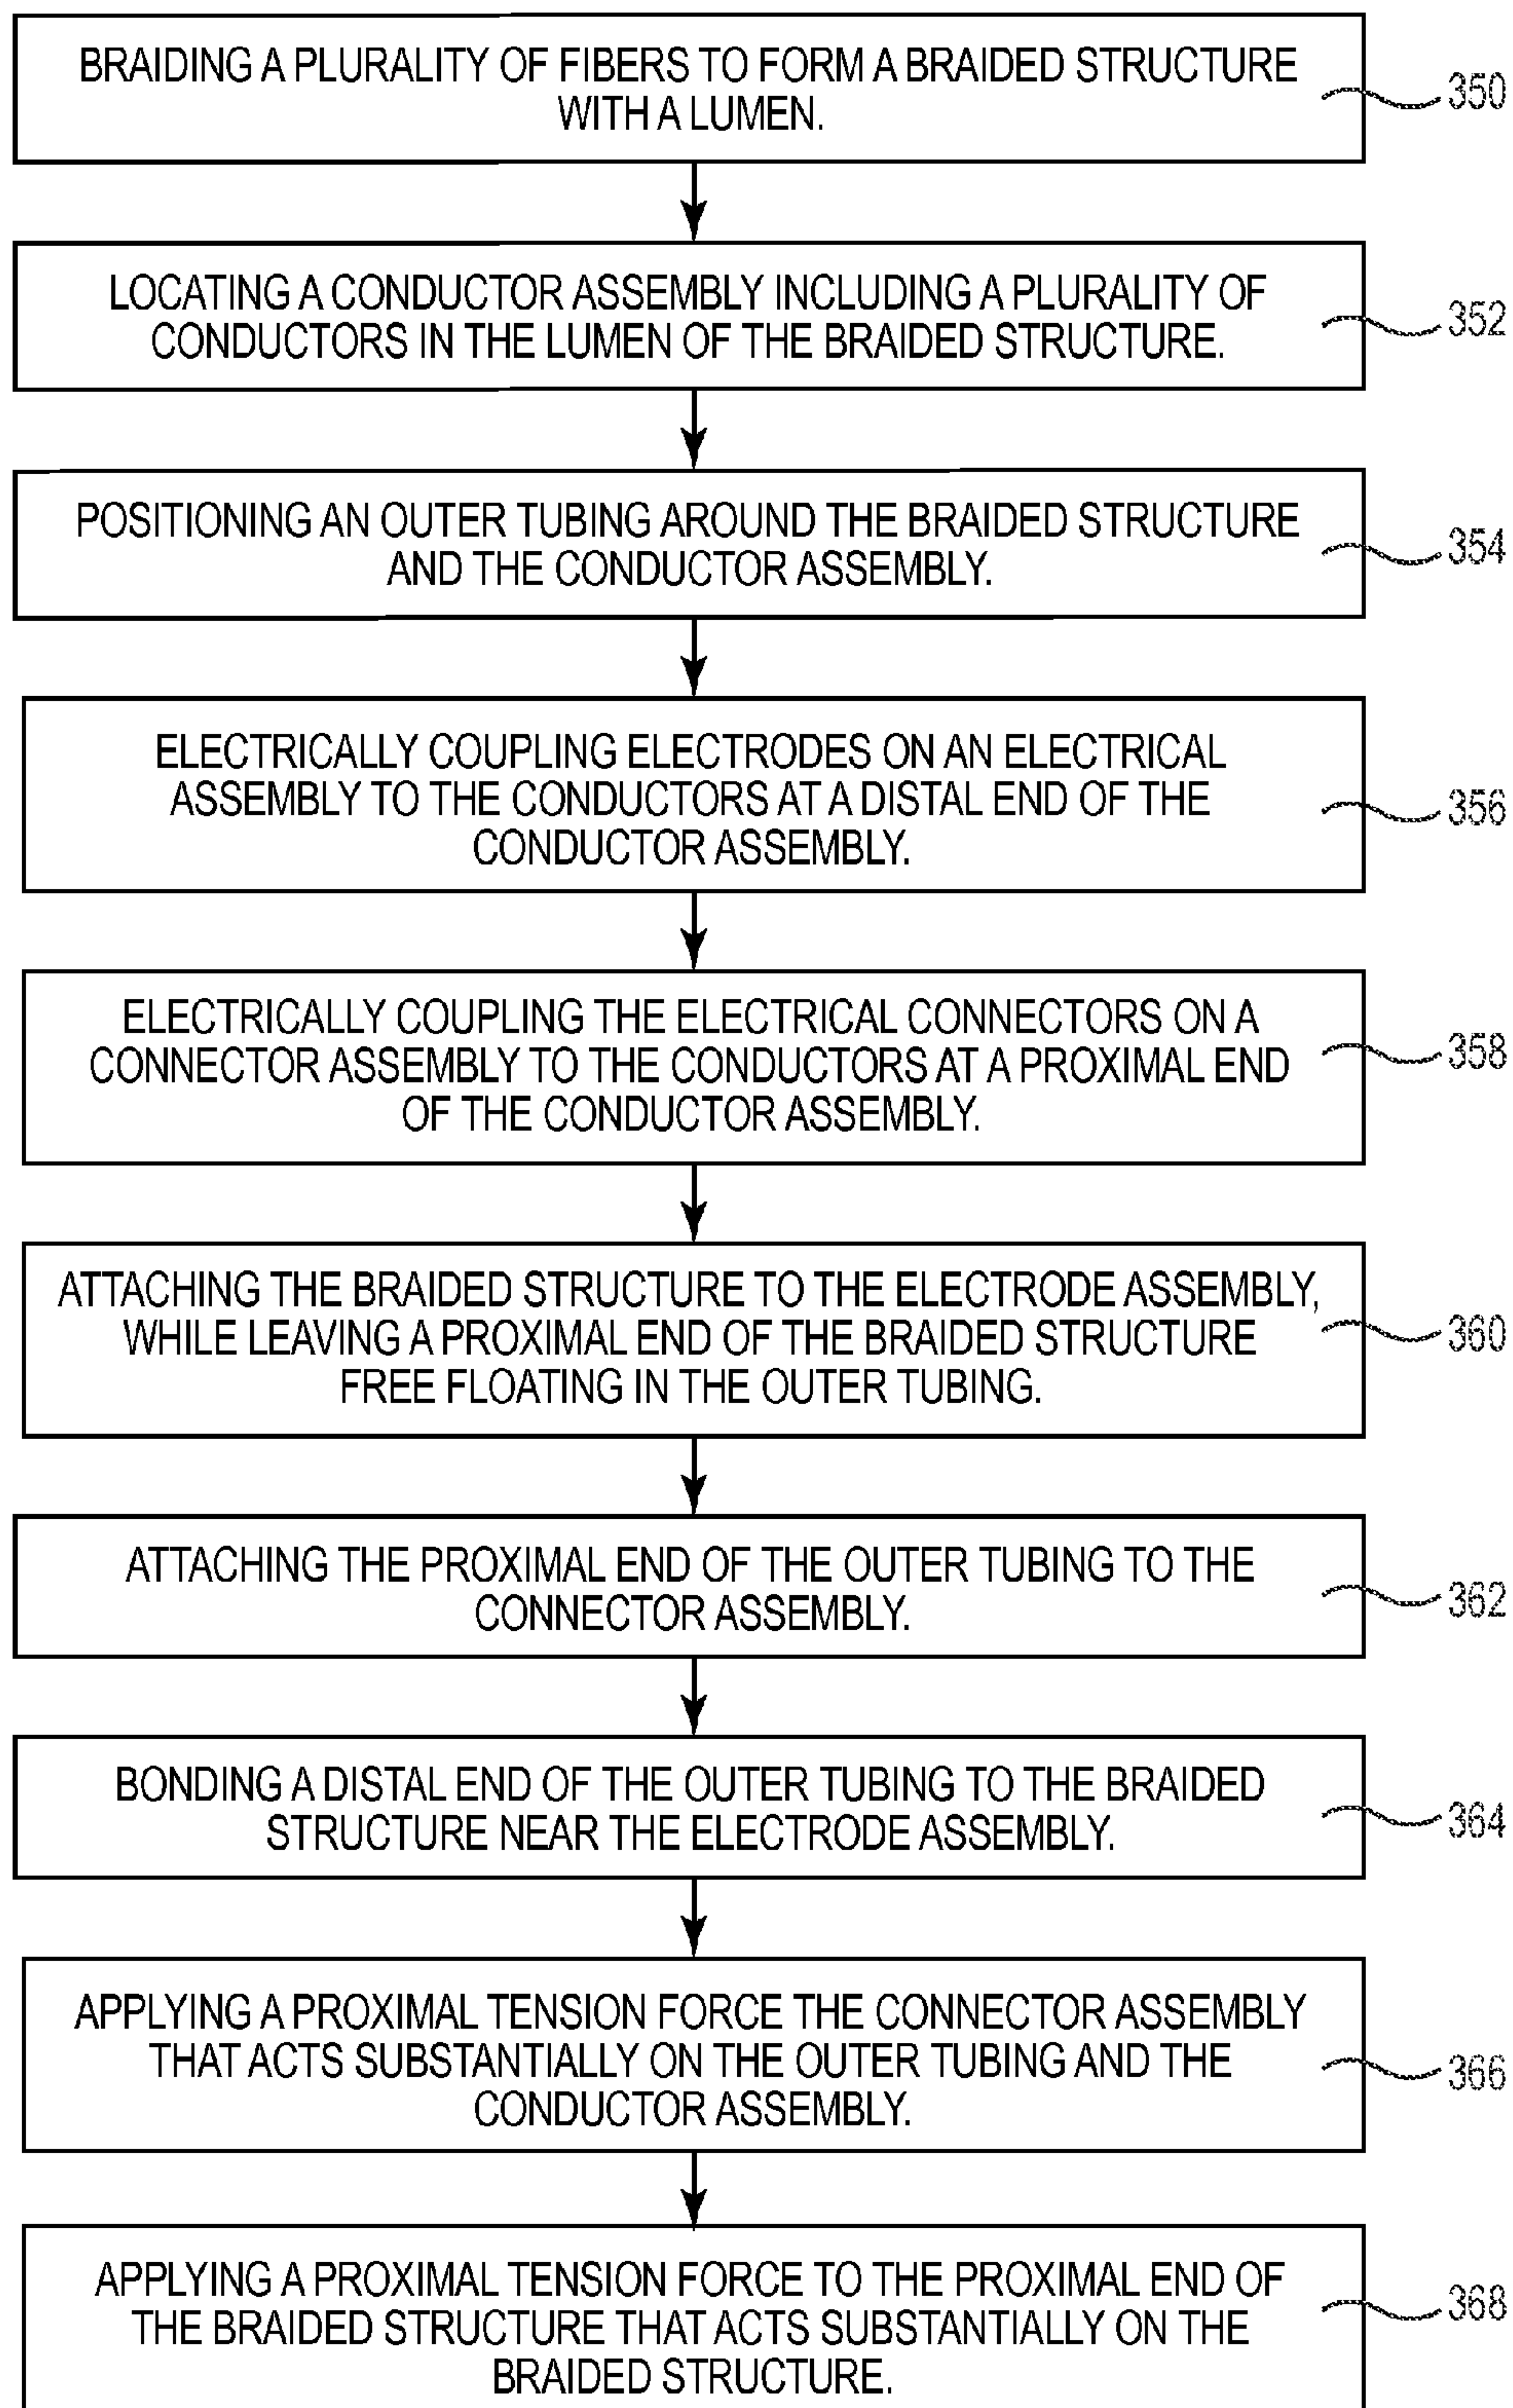 BRAIDING A PLURALITY OF FIBERS TO FORM A BRAIDED STRUCTURE
WITH A LUMEN.
350
LOCATING A CONDUCTOR ASSEMBLY INCLUDING A PLURALITY OF
CONDUCTORS IN THE LUMEN OF THE BRAIDED STRUCTURE.
352
POSITIONING AN OUTER TUBING AROUND THE BRAIDED STRUCTURE
AND THE CONDUCTOR ASSEMBLY.
354
ELECTRICALLY COUPLING ELECTRODES ON AN ELECTRICAL
ASSEMBLY TO THE CONDUCTORS AT A DISTAL END OF THE
CONDUCTOR ASSEMBLY.
356
ELECTRICALLY COUPLING THE ELECTRICAL CONNECTORS ON A
CONNECTOR ASSEMBLY TO THE CONDUCTORS AT A PROXIMAL END
OF THE CONDUCTOR ASSEMBLY.
358
ATTACHING THE BRAIDED STRUCTURE TO THE ELECTRODE ASSEMBLY,
WHILE LEAVING A PROXIMAL END OF THE BRAIDED STRUCTURE
FREE FLOATING IN THE OUTER TUBING.
360
ATTACHING THE PROXIMAL END OF THE OUTER TUBING TO THE
CONNECTOR ASSEMBLY.
362
BONDING A DISTAL END OF THE OUTER TUBING TO THE BRAIDED
STRUCTURE NEAR THE ELECTRODE ASSEMBLY.
364
APPLYING A PROXIMAL TENSION FORCE THE CONNECTOR ASSEMBLY
THAT ACTS SUBSTANTIALLY ON THE OUTER TUBING AND THE
CONDUCTOR ASSEMBLY.
366
APPLYING A PROXIMAL TENSION FORCE TO THE PROXIMAL END OF
THE BRAIDED STRUCTURE THAT ACTS SUBSTANTIALLY ON THE
BRAIDED STRUCTURE.
368